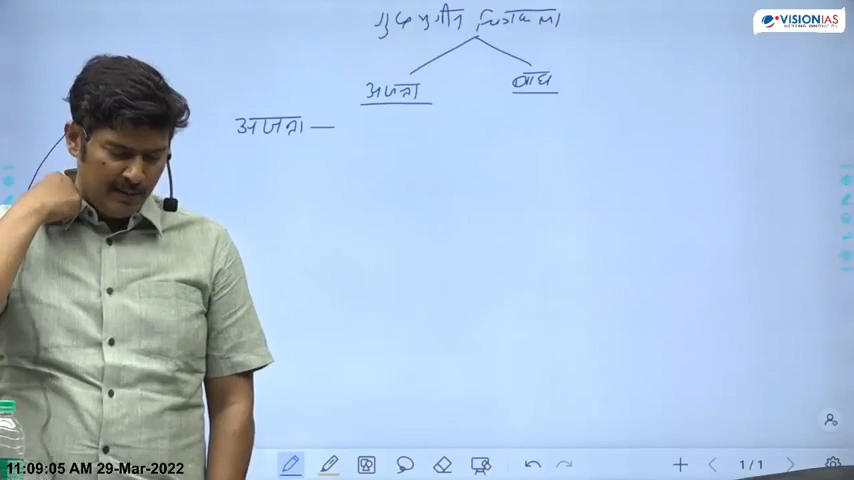 गुप्तयुगीन चित्रकला
VISIONIAS
अजन्ता बाघ
अजन्ता —
1/1
11:09:05 AM 29-Mar-2022